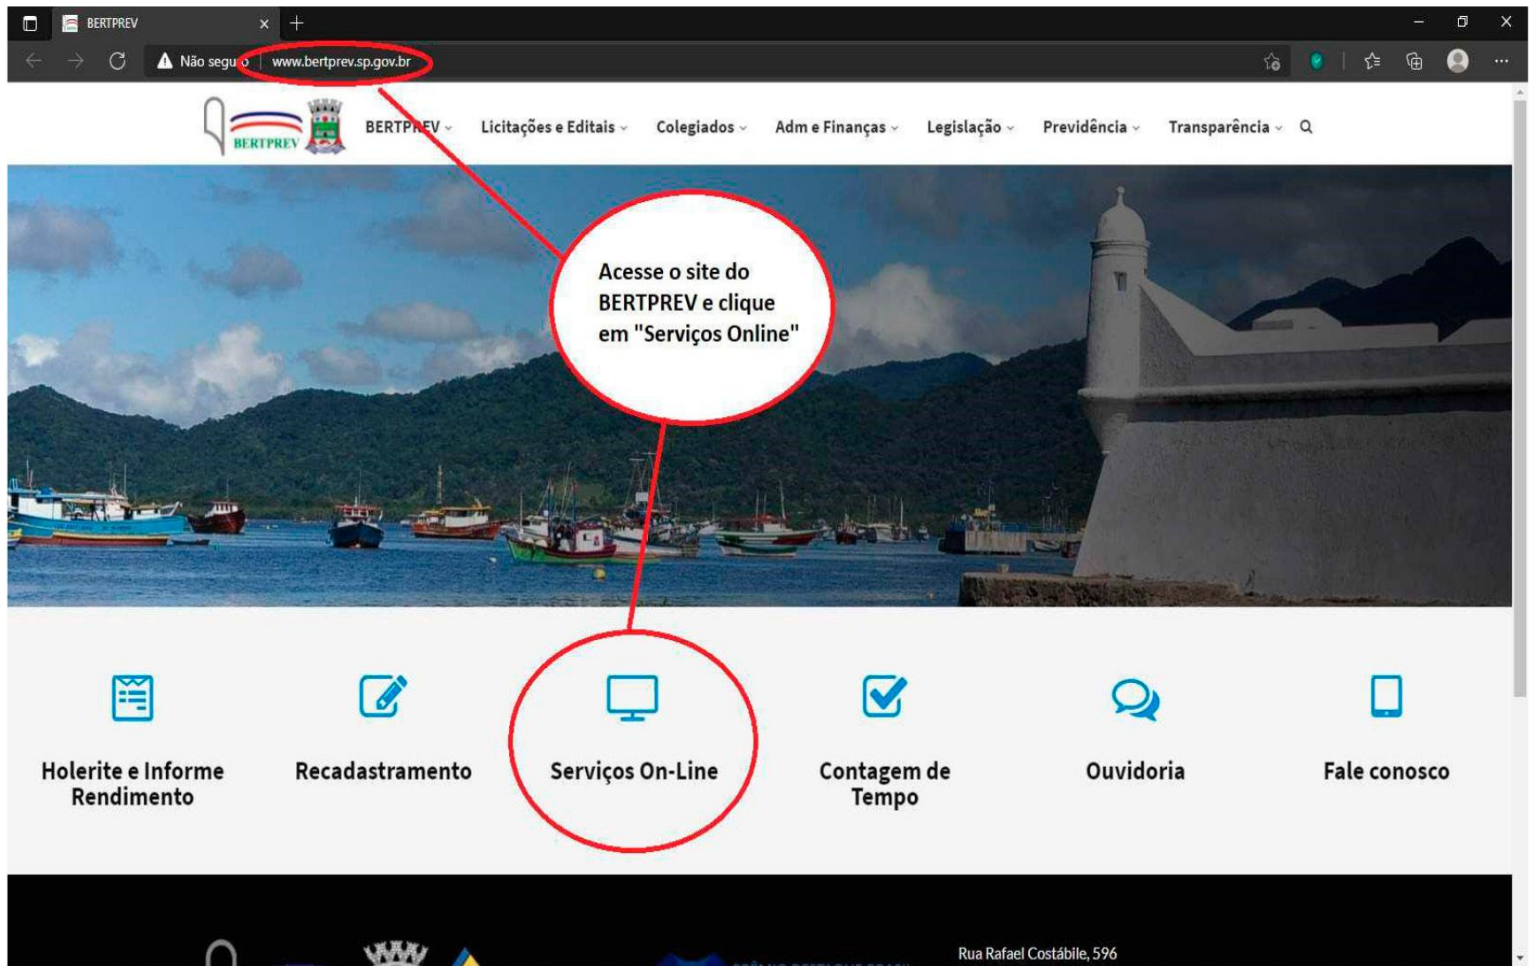 BERTPREV
Não seguro
www.bertprev.sp.gov.br
BERTPREV
BERTPREV
Licitações e Editais
Colegiados
Adm e Finanças
Legislação
Previdência
Transparência
Acesse o site do
BERTPREV e clique
em "Serviços Online"
Holerite e Informe
Rendimento
Recadastramento
Serviços On-Line
Contagem de
Tempo
Ouvidoria
Fale conosco
Rua Rafael Costábile, 596